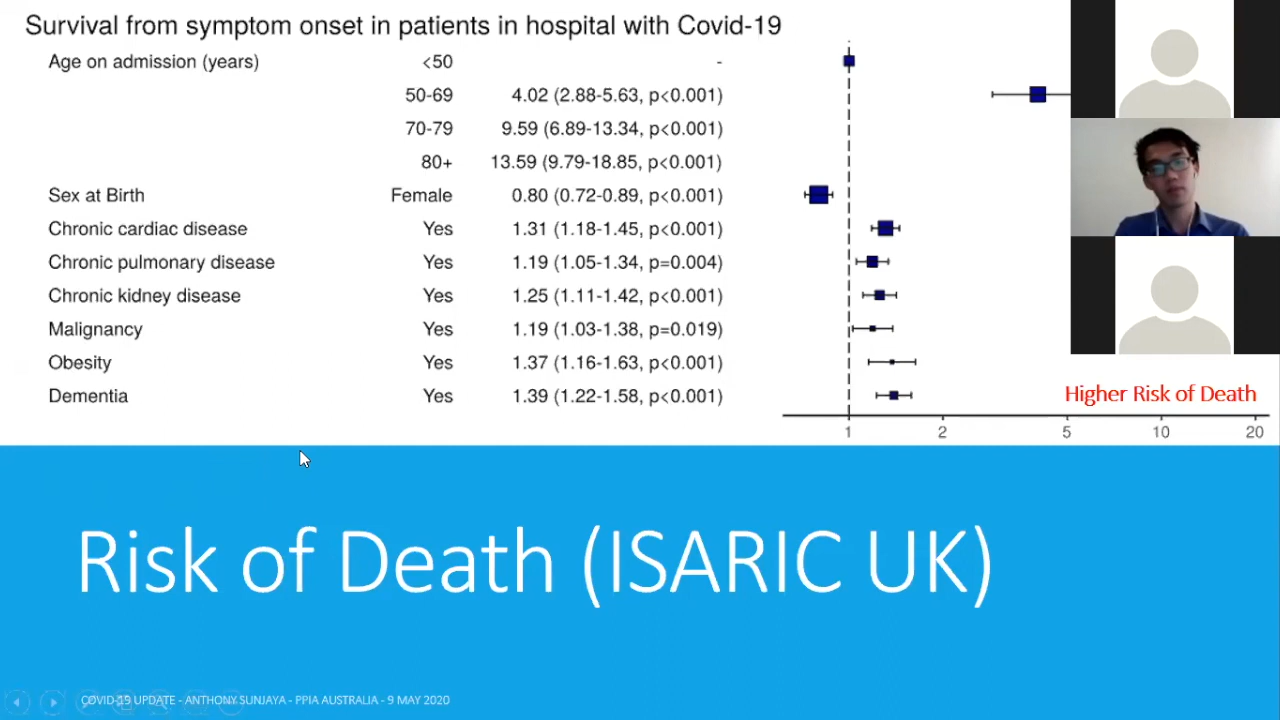 Survival from symptom onset in patients in hospital with Covid-19
Age on admission (years) <50 -
50-69 4.02 (2.88-5.63, p<0.001)
70-79 9.59 (6.89-13.34, p<0.001)
80+ 13.59 (9.79-18.85, p<0.001)
Sex at Birth Female 0.80 (0.72-0.89, p<0.001)
Chronic cardiac disease Yes 1.31 (1.18-1.45, p<0.001)
Chronic pulmonary disease Yes 1.19 (1.05-1.34, p=0.004)
Chronic kidney disease Yes 1.25 (1.11-1.42, p<0.001)
Malignancy Yes 1.19 (1.03-1.38, p=0.019)
Obesity Yes 1.37 (1.16-1.63, p<0.001)
Dementia Yes 1.39 (1.22-1.58, p<0.001)
Higher Risk of Death
1 2 5 10 20
Risk of Death (ISARIC UK)
COVID-19 UPDATE - ANTHONY SUNJAYA - PPIA AUSTRALIA - 9 MAY 2020